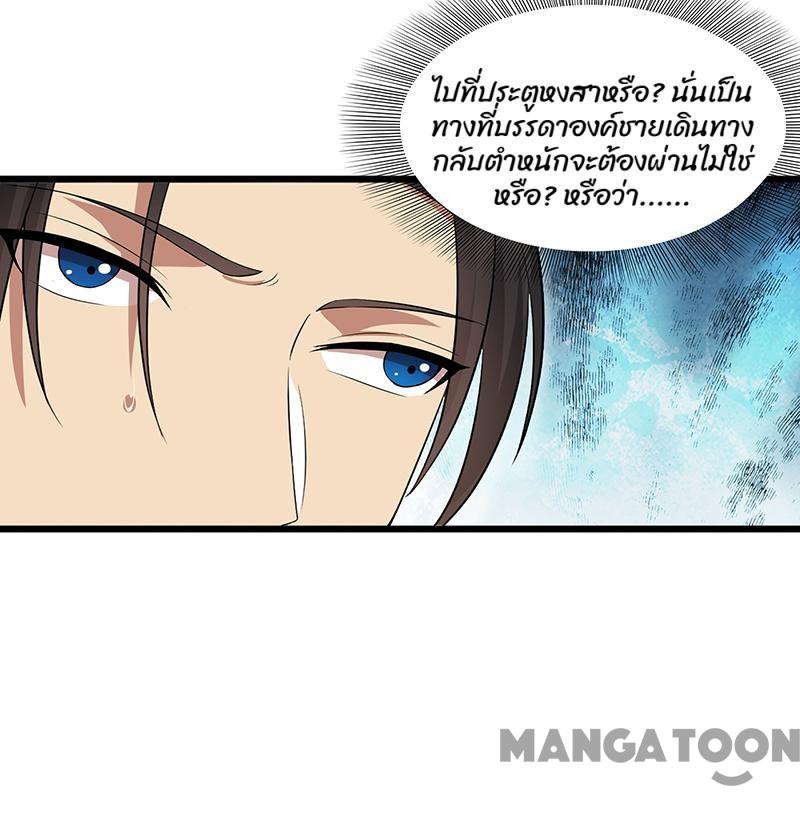 ไปที่ประตูหงสาหรือ? นั่นเป็น
ทางที่บรรดาองค์ชายเดินทาง
กลับตำหนักจะต้องผ่านไม่ใช่
หรือ? หรือว่า......
MANGATOON